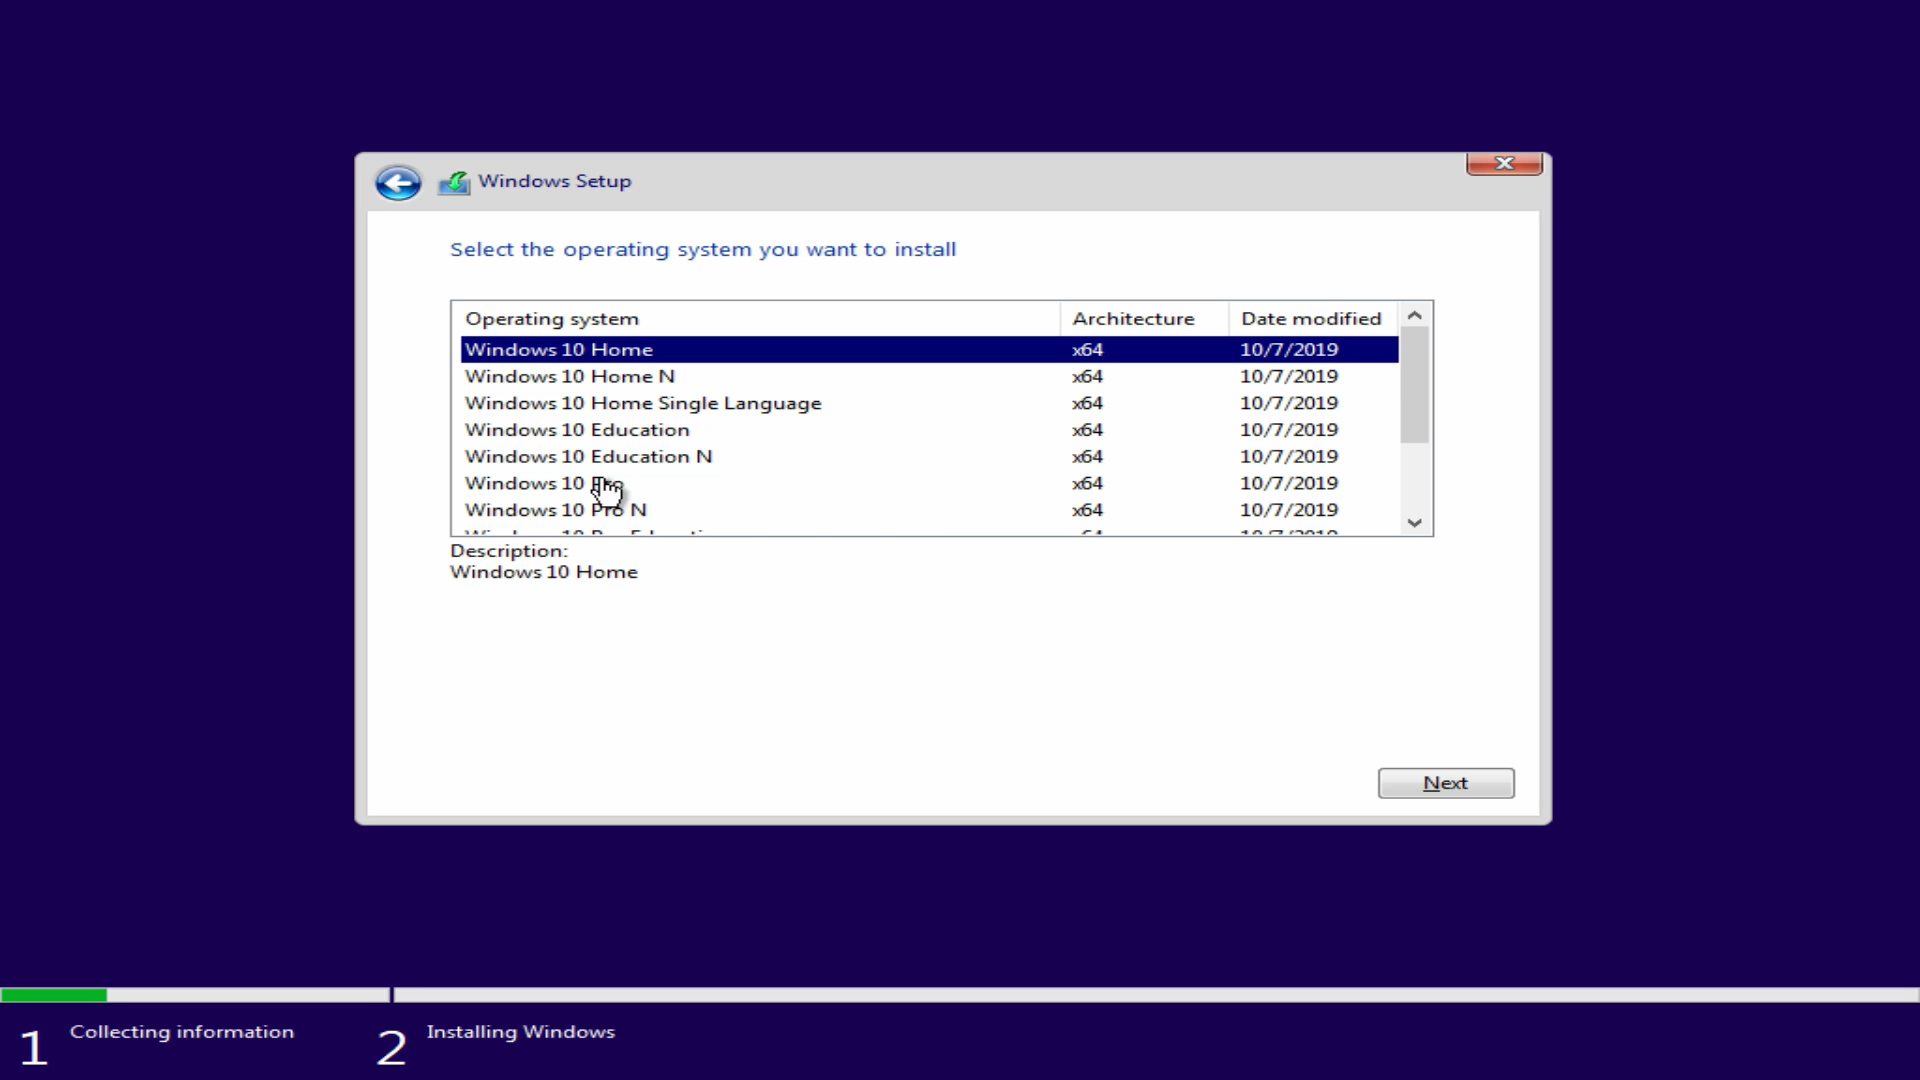 Windows Setup
Select the operating system you want to install
Operating system Architecture Date modified
Windows 10 Home x64 10/7/2019
Windows 10 Home N x64 10/7/2019
Windows 10 Home Single Language x64 10/7/2019
Windows 10 Education x64 10/7/2019
Windows 10 Education N x64 10/7/2019
Windows 10 Pro x64 10/7/2019
Windows 10 Pro N x64 10/7/2019
Description:
Windows 10 Home
Next
1 Collecting information 2 Installing Windows